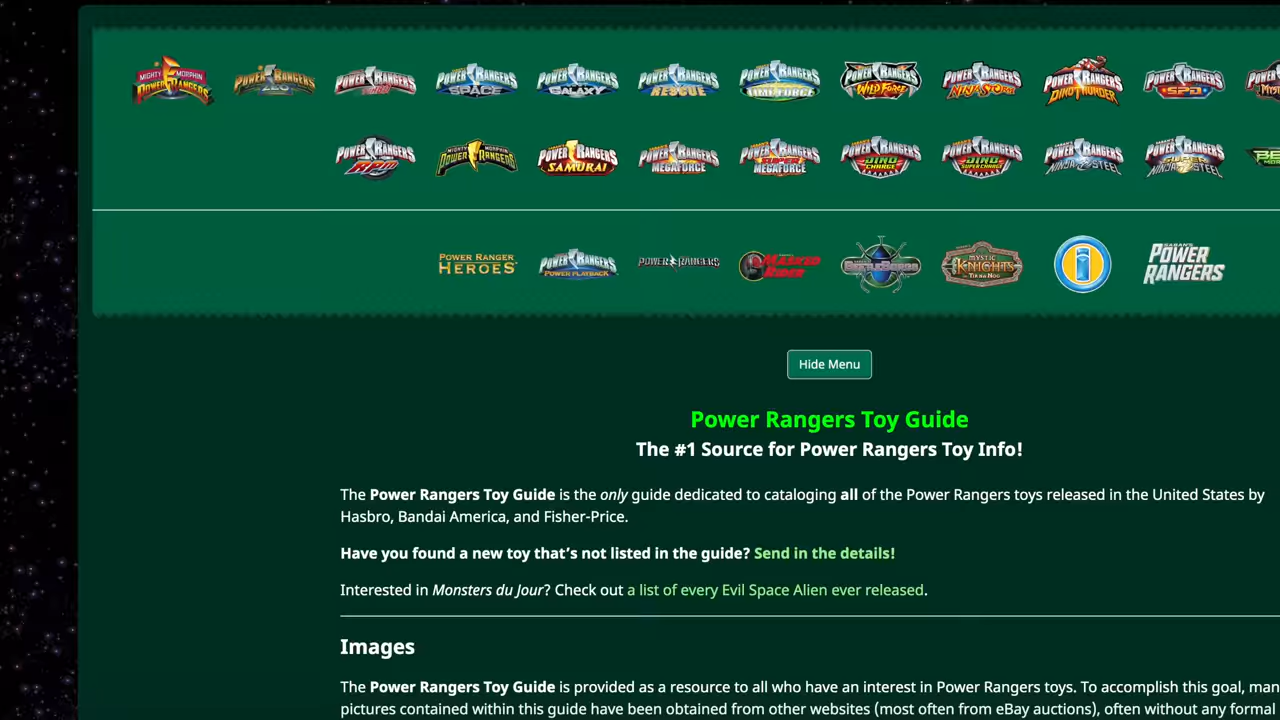 MIGHTY MORPHIN POWER RANGERS
POWER RANGERS ZEO
POWER RANGERS
POWER RANGERS SPACE
POWER RANGERS GALAXY
POWER RANGERS RESCUE
POWER RANGERS TIME FORCE
POWER RANGERS WILD FORCE
POWER RANGERS NINJA STORM
POWER RANGERS DINO THUNDER
POWER RANGERS SPD
POWER RANGERS RPM
MIGHTY MORPHIN POWER RANGERS
POWER RANGERS SAMURAI
POWER RANGERS MEGAFORCE
POWER RANGERS SUPER MEGAFORCE
POWER RANGERS DINO CHARGE
POWER RANGERS DINO SUPER CHARGE
POWER RANGERS NINJA STEEL
POWER RANGERS SUPER NINJA STEEL
POWER RANGER HEROES
POWER RANGERS POWER PLAYBACK
POWER RANGERS
MASKED RIDER
BEETLEBORGS
MYSTIC KNIGHTS TIR NA NOG
SABAN'S POWER RANGERS
Hide Menu
Power Rangers Toy Guide
The #1 Source for Power Rangers Toy Info!
The Power Rangers Toy Guide is the only guide dedicated to cataloging all of the Power Rangers toys released in the United States by
Hasbro, Bandai America, and Fisher-Price.
Have you found a new toy that's not listed in the guide? Send in the details!
Interested in Monsters du Jour? Check out a list of every Evil Space Alien ever released.
Images
The Power Rangers Toy Guide is provided as a resource to all who have an interest in Power Rangers toys. To accomplish this goal, man
pictures contained within this guide have been obtained from other websites (most often from eBay auctions), often without any formal